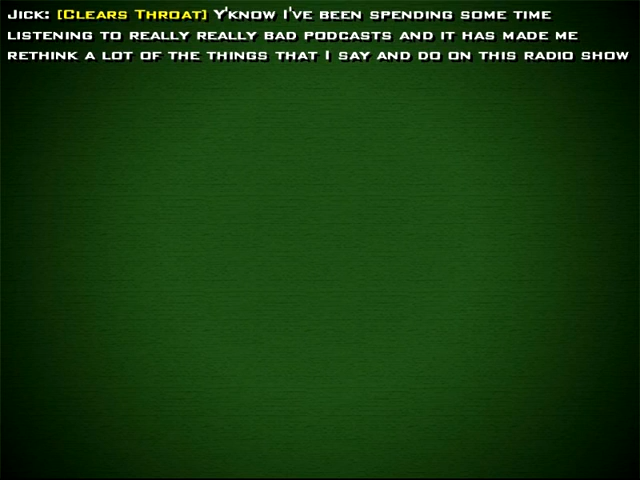 Jick: [Clears Throat] Y'know I've been spending some time
listening to really really bad podcasts and it has made me
rethink a lot of the things that I say and do on this radio show